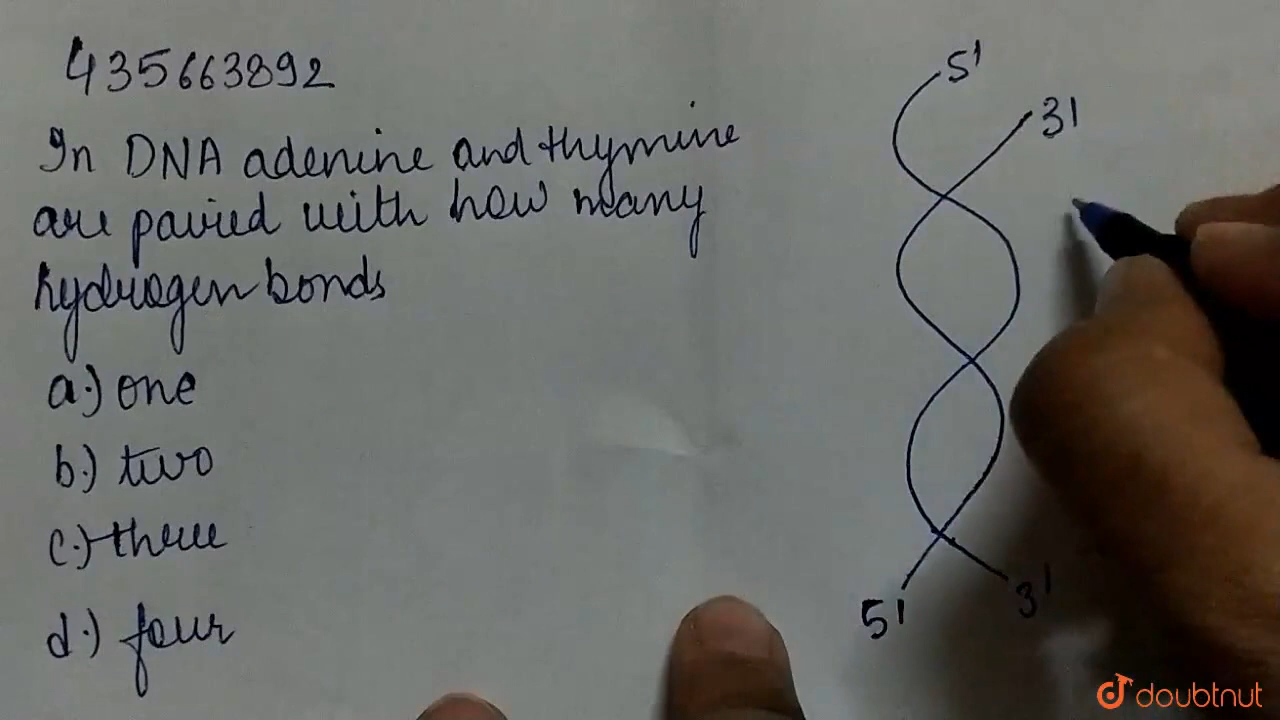 435663892
In DNA adenine and thymine
are paired with how many
hydrogen bonds
a.) one
b.) two
c.) three
d.) four
5'
3'
5'
3'
doubtnut